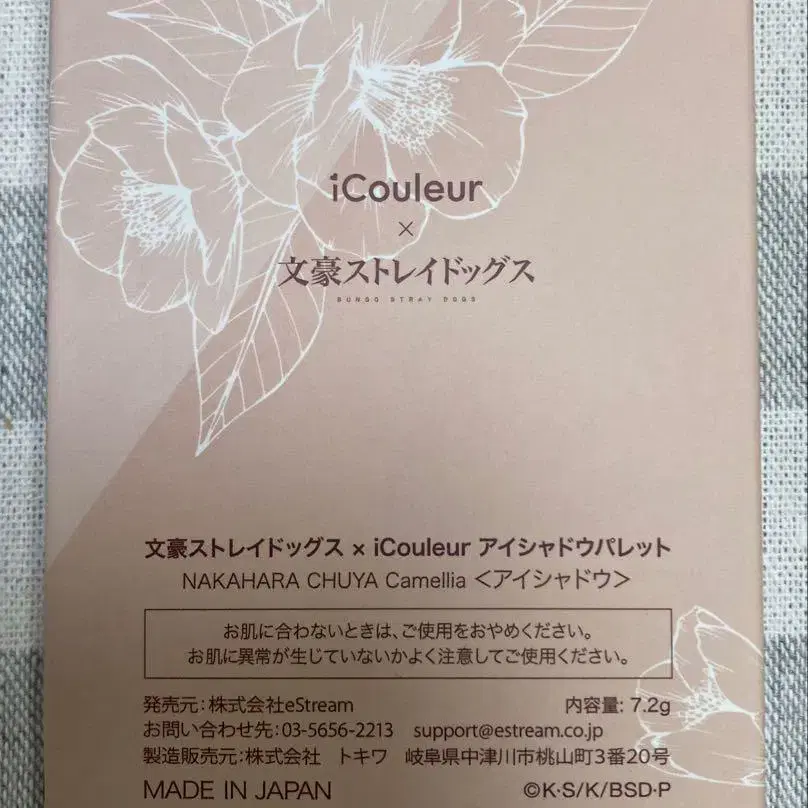 iCouleur
×
文豪ストレイドッグス
BUNGO STRAY DOGS
文豪ストレイドッグス × iCouleur アイシャドウパレット
NAKAHARA CHUYA Camellia <アイシャドウ>
お肌に合わないときは、ご使用をおやめください。
お肌に異常が生じていないかよく注意してご使用ください。
発売元:株式会社eStream 内容量: 7.2g
お問い合わせ先:03-5656-2213 support@estream.co.jp
製造販売元:株式会社 トキワ 岐阜県中津川市桃山町3番20号
MADE IN JAPAN ©K・S/K/BSD・P